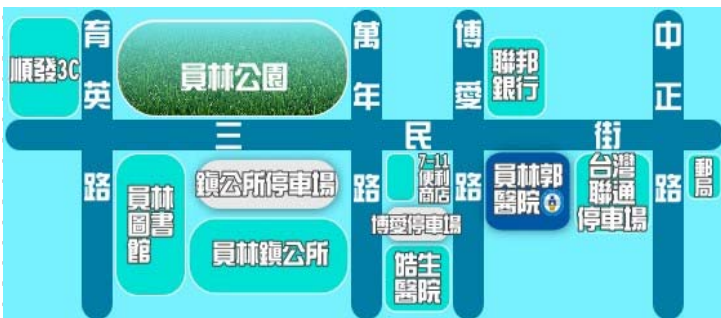 順發3C
育英路
員林公園
萬年路
博愛路
聯邦
銀行
中正路
三民街
員林
圖書
館
鎮公所停車場
員林鎮公所
7-11
便利
商店
博愛停車場
皓生
醫院
員林郭
醫院
台灣
聯通
停車場
郵局